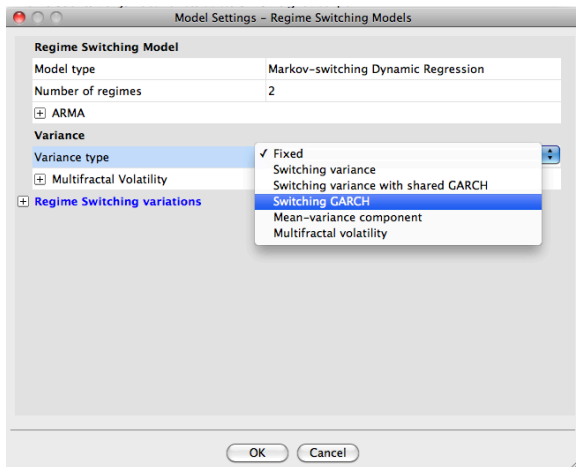 Model Settings - Regime Switching Models
Regime Switching Model
Model type Markov-switching Dynamic Regression
Number of regimes 2
+ ARMA
Variance
Variance type ✓ Fixed
Switching variance
+ Multifractal Volatility Switching variance with shared GARCH
+ Regime Switching variations Switching GARCH
Mean-variance component
Multifractal volatility
OK Cancel